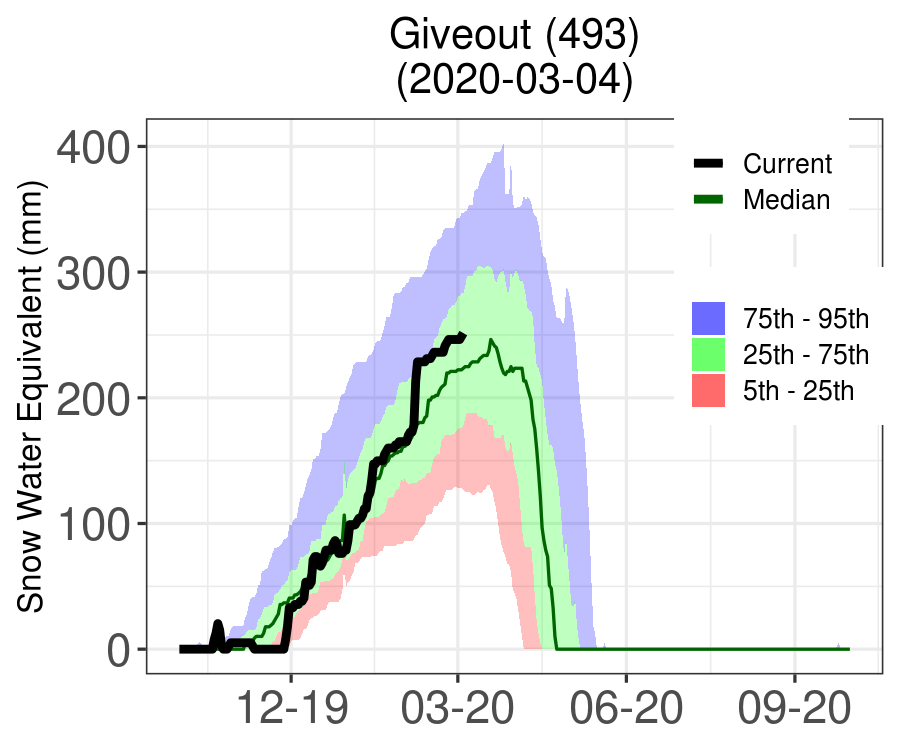 Giveout (493)
(2020-03-04)
Snow Water Equivalent (mm)
400
300
200
100
0
12-19
03-20
06-20
09-20
Current
Median
75th - 95th
25th - 75th
5th - 25th